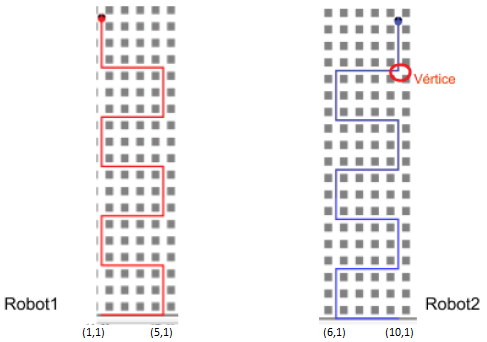 Vértice
Robot1
Robot2
(1,1)
(5,1)
(6,1)
(10,1)